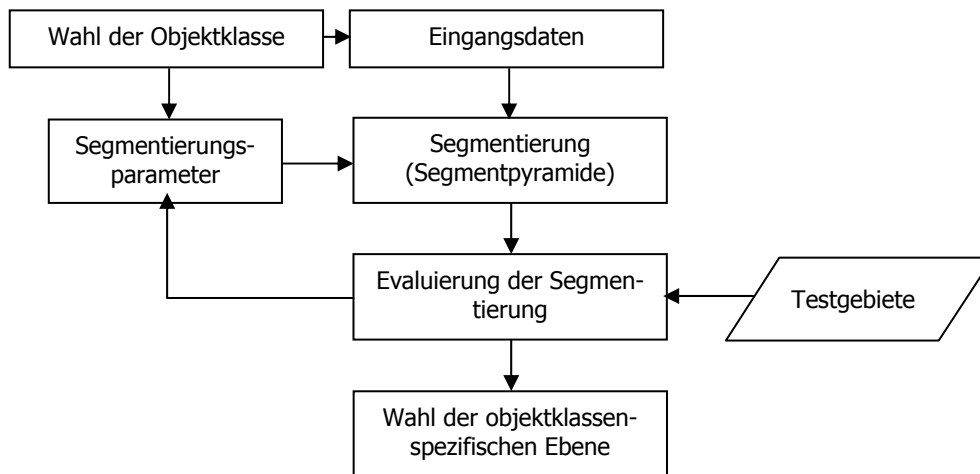 Wahl der Objektklasse
Eingangsdaten
Segmentierungs-
parameter
Segmentierung
(Segmentpyramide)
Evaluierung der Segmen-
tierung
Testgebiete
Wahl der objektklassen-
spezifischen Ebene